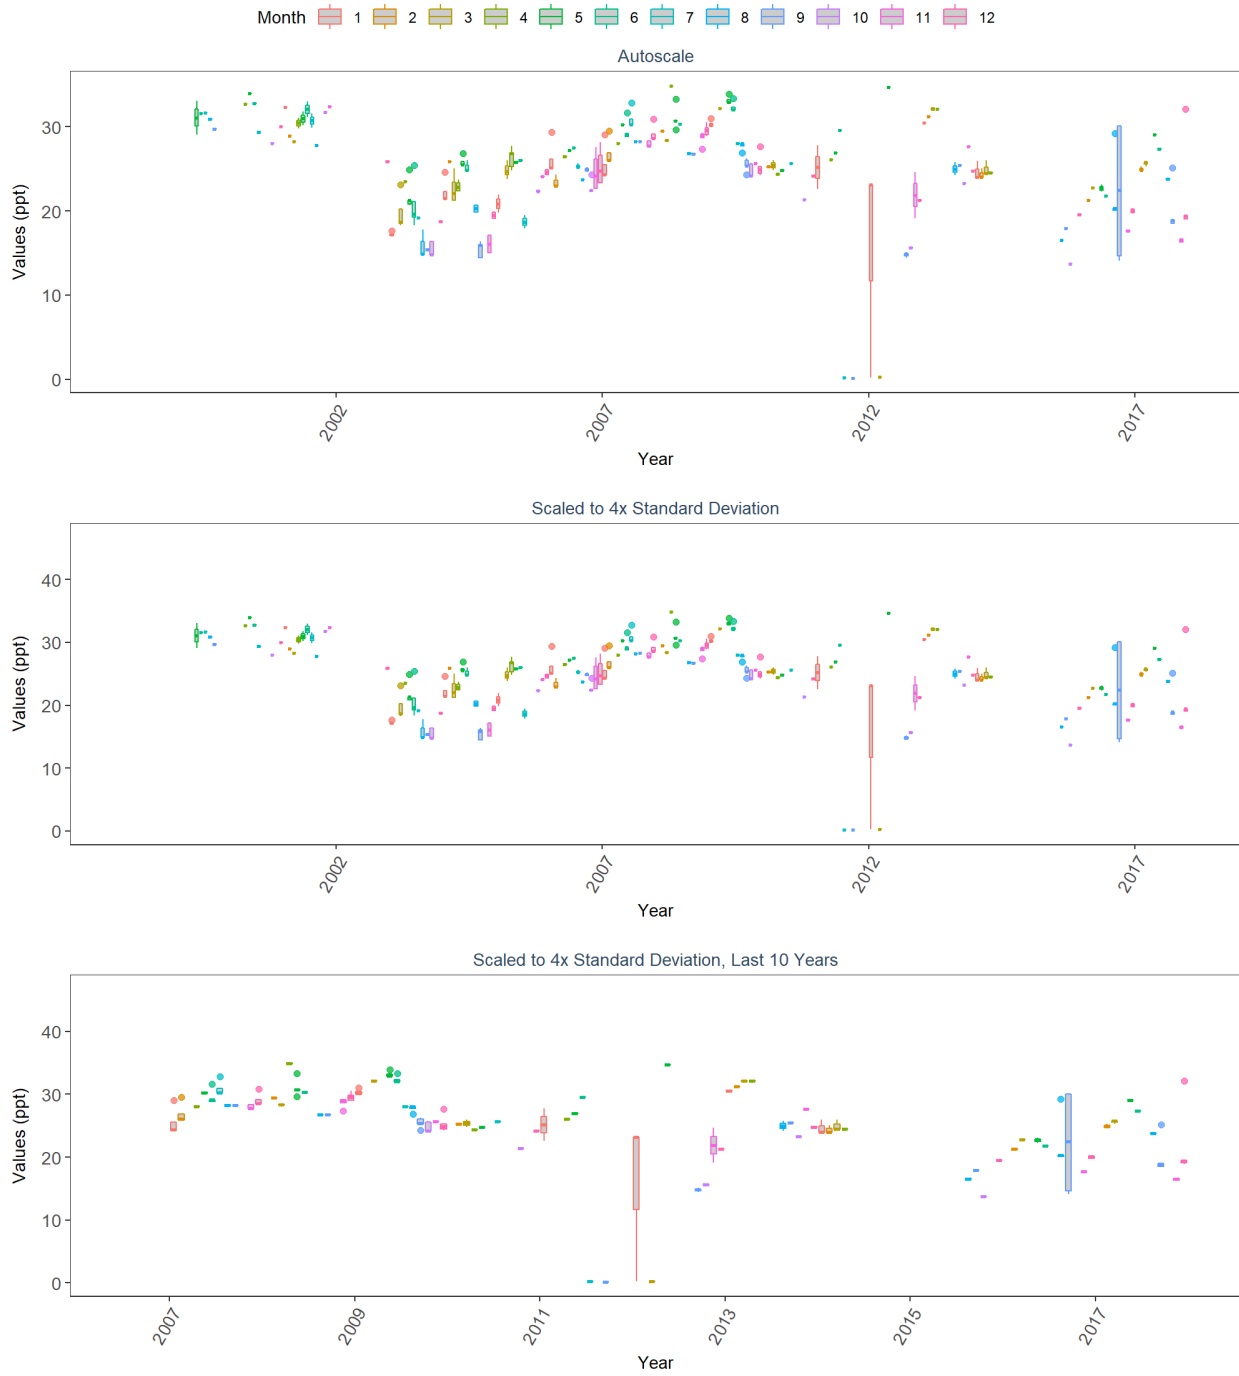 Month 1 2 3 4 5 6 7 8 9 10 11 12
Autoscale
Values (ppt)
30
20
10
0
2002 2007 2012 2017
Year
Scaled to 4x Standard Deviation
Values (ppt)
40
30
20
10
0
2002 2007 2012 2017
Year
Scaled to 4x Standard Deviation, Last 10 Years
Values (ppt)
40
30
20
10
0
2007 2009 2011 2013 2015 2017
Year